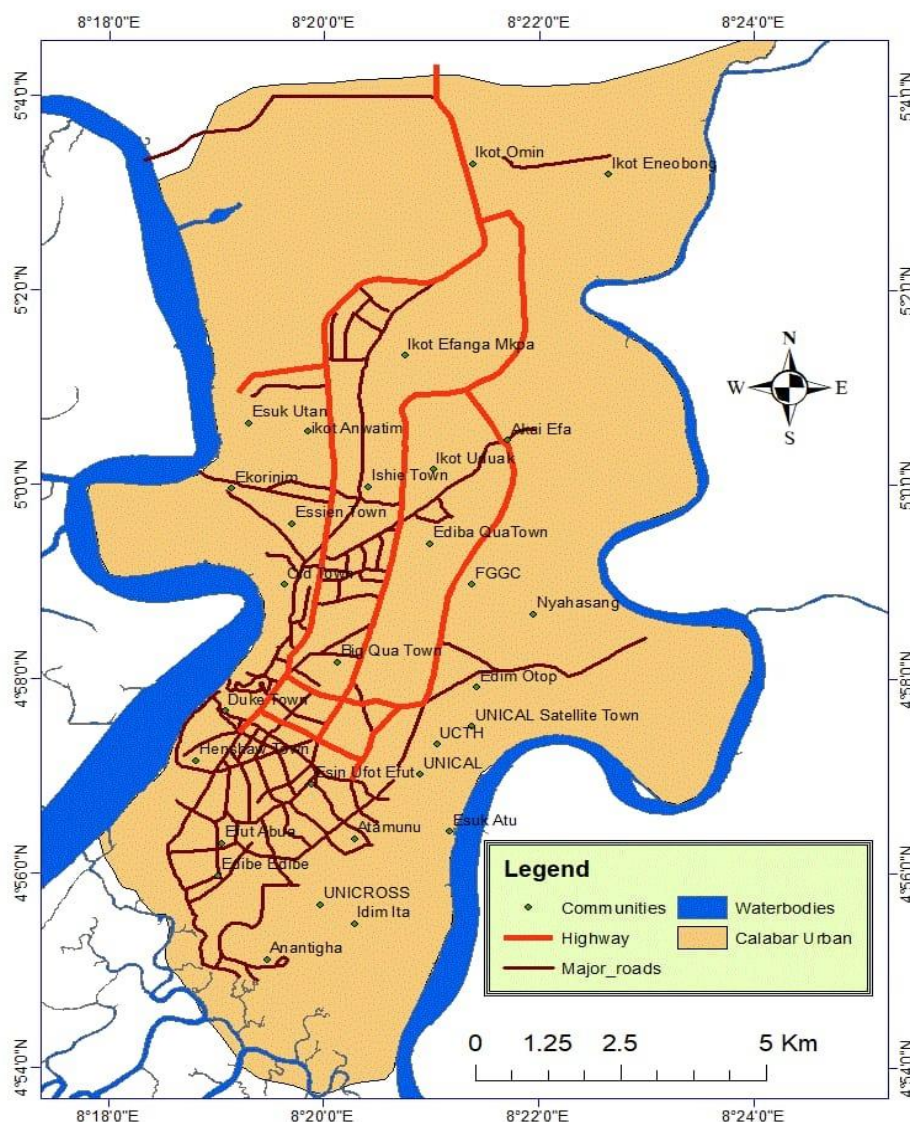 8°18'0"E 8°20'0"E 8°22'0"E 8°24'0"E
5°4'0"N 5°4'0"N
Ikot Omin
Ikot Eneobong
5°2'0"N 5°2'0"N
Ikot Efanga Mkpa
N
W E
S
Esuk Utan
ikot Anwatim
Akai Efa
Ikot Uduak
Ishie Town
Ekorinim
5°0'0"N 5°0'0"N
Essien Town
Ediba QuaTown
Old Town
FGGC
Nyahasang
Big Qua Town
4°58'0"N 4°58'0"N
Edim Otop
Duke Town
UNICAL Satellite Town
UCTH
Henshaw Town
UNICAL
Esin Ufot Efut
Esuk Atu
Atamunu
Efut Abua
Edibe Edibe
4°56'0"N 4°56'0"N
UNICROSS
Idim Ita
Anantigha
Legend
Communities Waterbodies
Highway Calabar Urban
Major_roads
0 1.25 2.5 5 Km
4°54'0"N 4°54'0"N
8°18'0"E 8°20'0"E 8°22'0"E 8°24'0"E